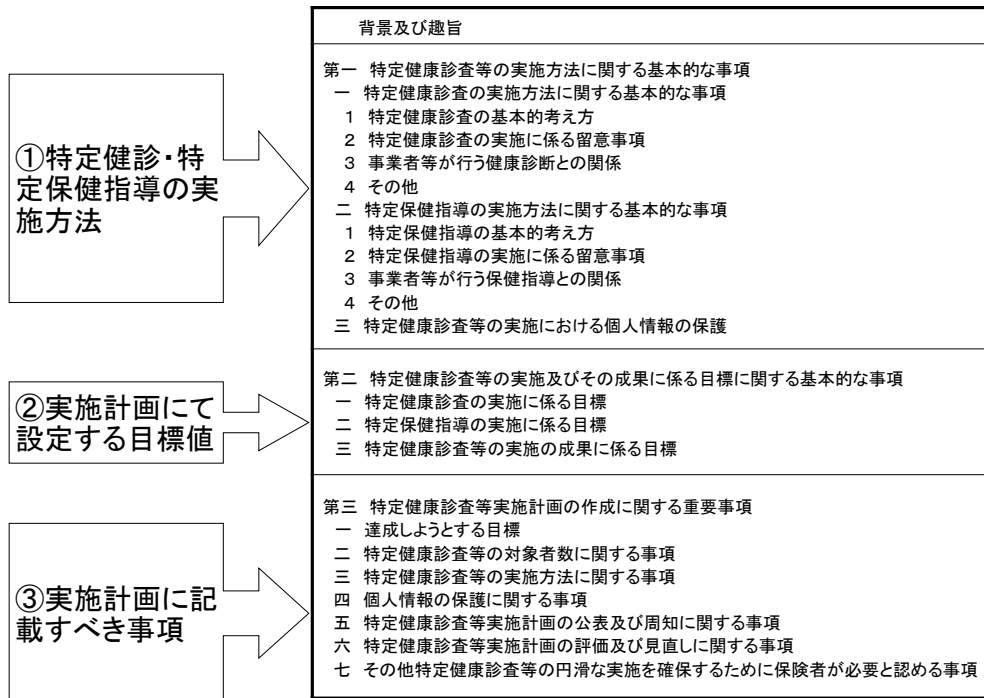 背景及び趣旨
①特定健診・特
定保健指導の実
施方法
第一 特定健康診査等の実施方法に関する基本的な事項
一 特定健康診査の実施方法に関する基本的な事項
1 特定健康診査の基本的考え方
2 特定健康診査の実施に係る留意事項
3 事業者等が行う健康診断との関係
4 その他
二 特定保健指導の実施方法に関する基本的な事項
1 特定保健指導の基本的考え方
2 特定保健指導の実施に係る留意事項
3 事業者等が行う保健指導との関係
4 その他
三 特定健康診査等の実施における個人情報の保護
②実施計画にて
設定する目標値
第二 特定健康診査等の実施及びその成果に係る目標に関する基本的な事項
一 特定健康診査の実施に係る目標
二 特定保健指導の実施に係る目標
三 特定健康診査等の実施の成果に係る目標
③実施計画に記
載すべき事項
第三 特定健康診査等実施計画の作成に関する重要事項
一 達成しようとする目標
二 特定健康診査等の対象者数に関する事項
三 特定健康診査等の実施方法に関する事項
四 個人情報の保護に関する事項
五 特定健康診査等実施計画の公表及び周知に関する事項
六 特定健康診査等実施計画の評価及び見直しに関する事項
七 その他特定健康診査等の円滑な実施を確保するために保険者が必要と認める事項